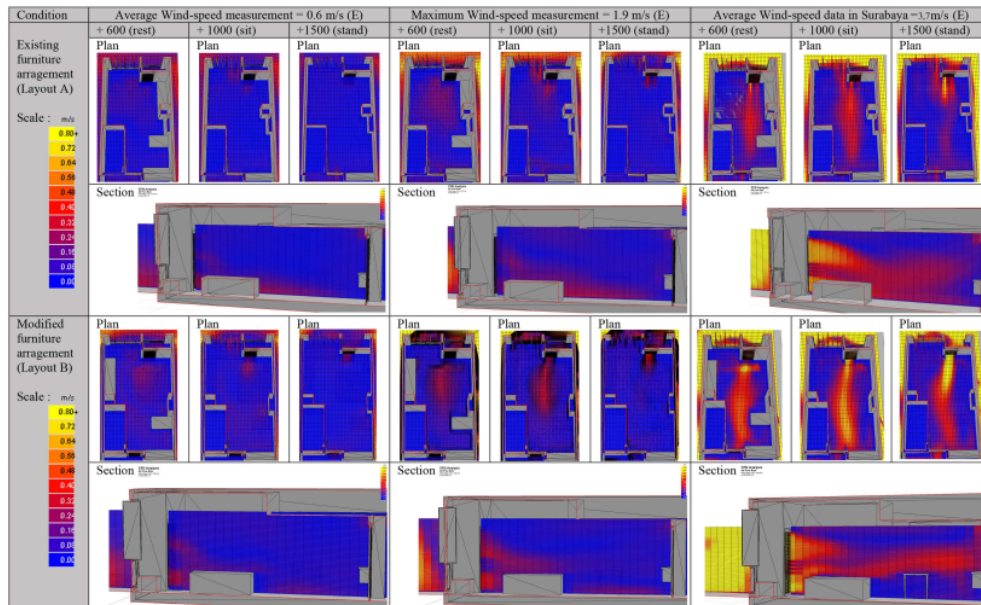 Condition
Average Wind-speed measurement = 0.6 m/s (E)
Maximum Wind-speed measurement = 1.9 m/s (E)
Average Wind-speed data in Surabaya =3,7m/s (E)
+ 600 (rest)
+ 1000 (sit)
+1500 (stand)
+ 600 (rest)
+ 1000 (sit)
+1500 (stand)
+ 600 (rest)
+ 1000 (sit)
+1500 (stand)
Existing
furniture
arragement
(Layout A)
Scale : m/s
0.80+
0.72
0.64
0.56
0.48
0.40
0.32
0.24
0.16
0.08
0.00
Plan
Plan
Plan
Plan
Plan
Plan
Plan
Plan
Plan
Section
Section
Section
Modified
furniture
arragement
(Layout B)
Scale : m/s
0.80+
0.72
0.64
0.56
0.48
0.40
0.32
0.24
0.16
0.08
0.00
Plan
Plan
Plan
Plan
Plan
Plan
Plan
Plan
Plan
Section
Section
Section